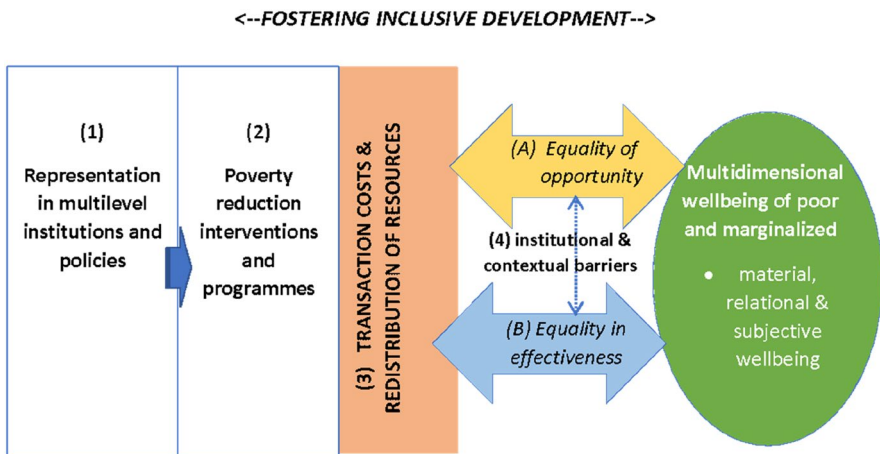 <--FOSTERING INCLUSIVE DEVELOPMENT-->
(1)
Representation
in multilevel
institutions and
policies
(2)
Poverty
reduction
interventions
and
programmes
(3) TRANSACTION COSTS &
REDISTRIBUTION OF RESOURCES
(A) Equality of
opportunity
(4) institutional &
contextual barriers
(B) Equality in
effectiveness
Multidimensional
wellbeing of poor
and marginalized
• material,
relational &
subjective
wellbeing